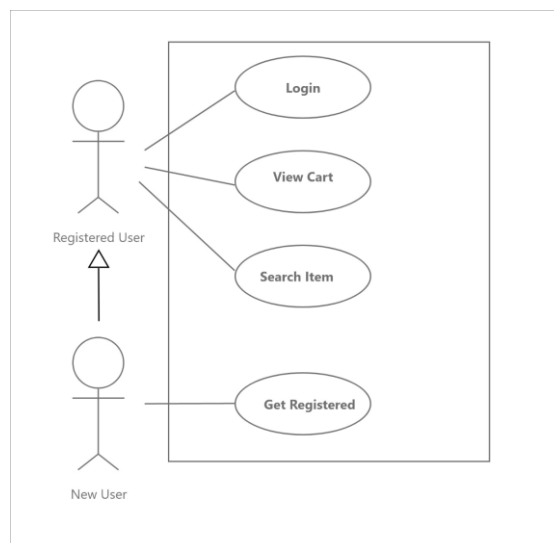 Login
View Cart
Registered User
Search Item
Get Registered
New User